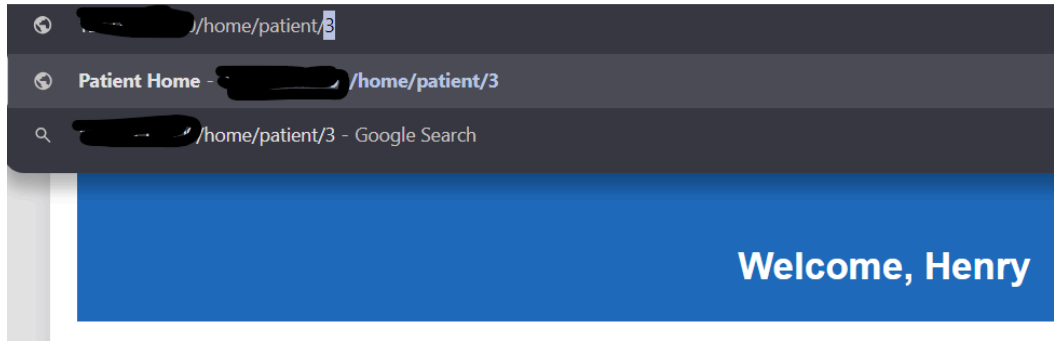 /home/patient/3
Patient Home - /home/patient/3
/home/patient/3 - Google Search
Welcome, Henry